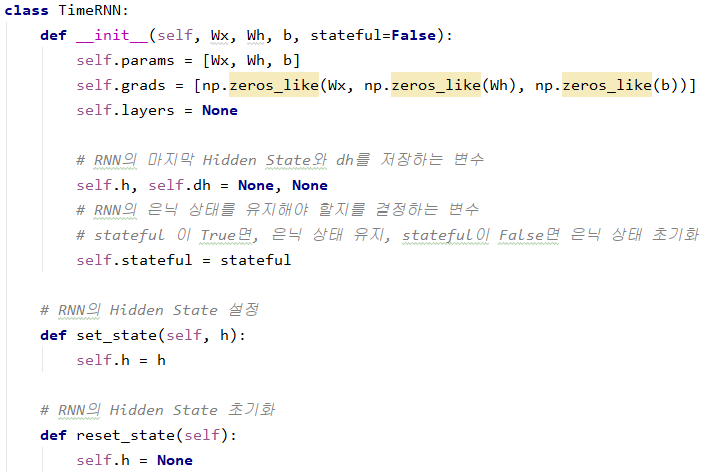 class TimeRNN:
    def __init__(self, Wx, Wh, b, stateful=False):
        self.params = [Wx, Wh, b]
        self.grads = [np.zeros_like(Wx, np.zeros_like(Wh), np.zeros_like(b))]
        self.layers = None

        # RNN의 마지막 Hidden State와 dh를 저장하는 변수
        self.h, self.dh = None, None
        # RNN의 은닉 상태를 유지해야 할지를 결정하는 변수
        # stateful 이 True면, 은닉 상태 유지, stateful이 False면 은닉 상태 초기화
        self.stateful = stateful

    # RNN의 Hidden State 설정
    def set_state(self, h):
        self.h = h

    # RNN의 Hidden State 초기화
    def reset_state(self):
        self.h = None